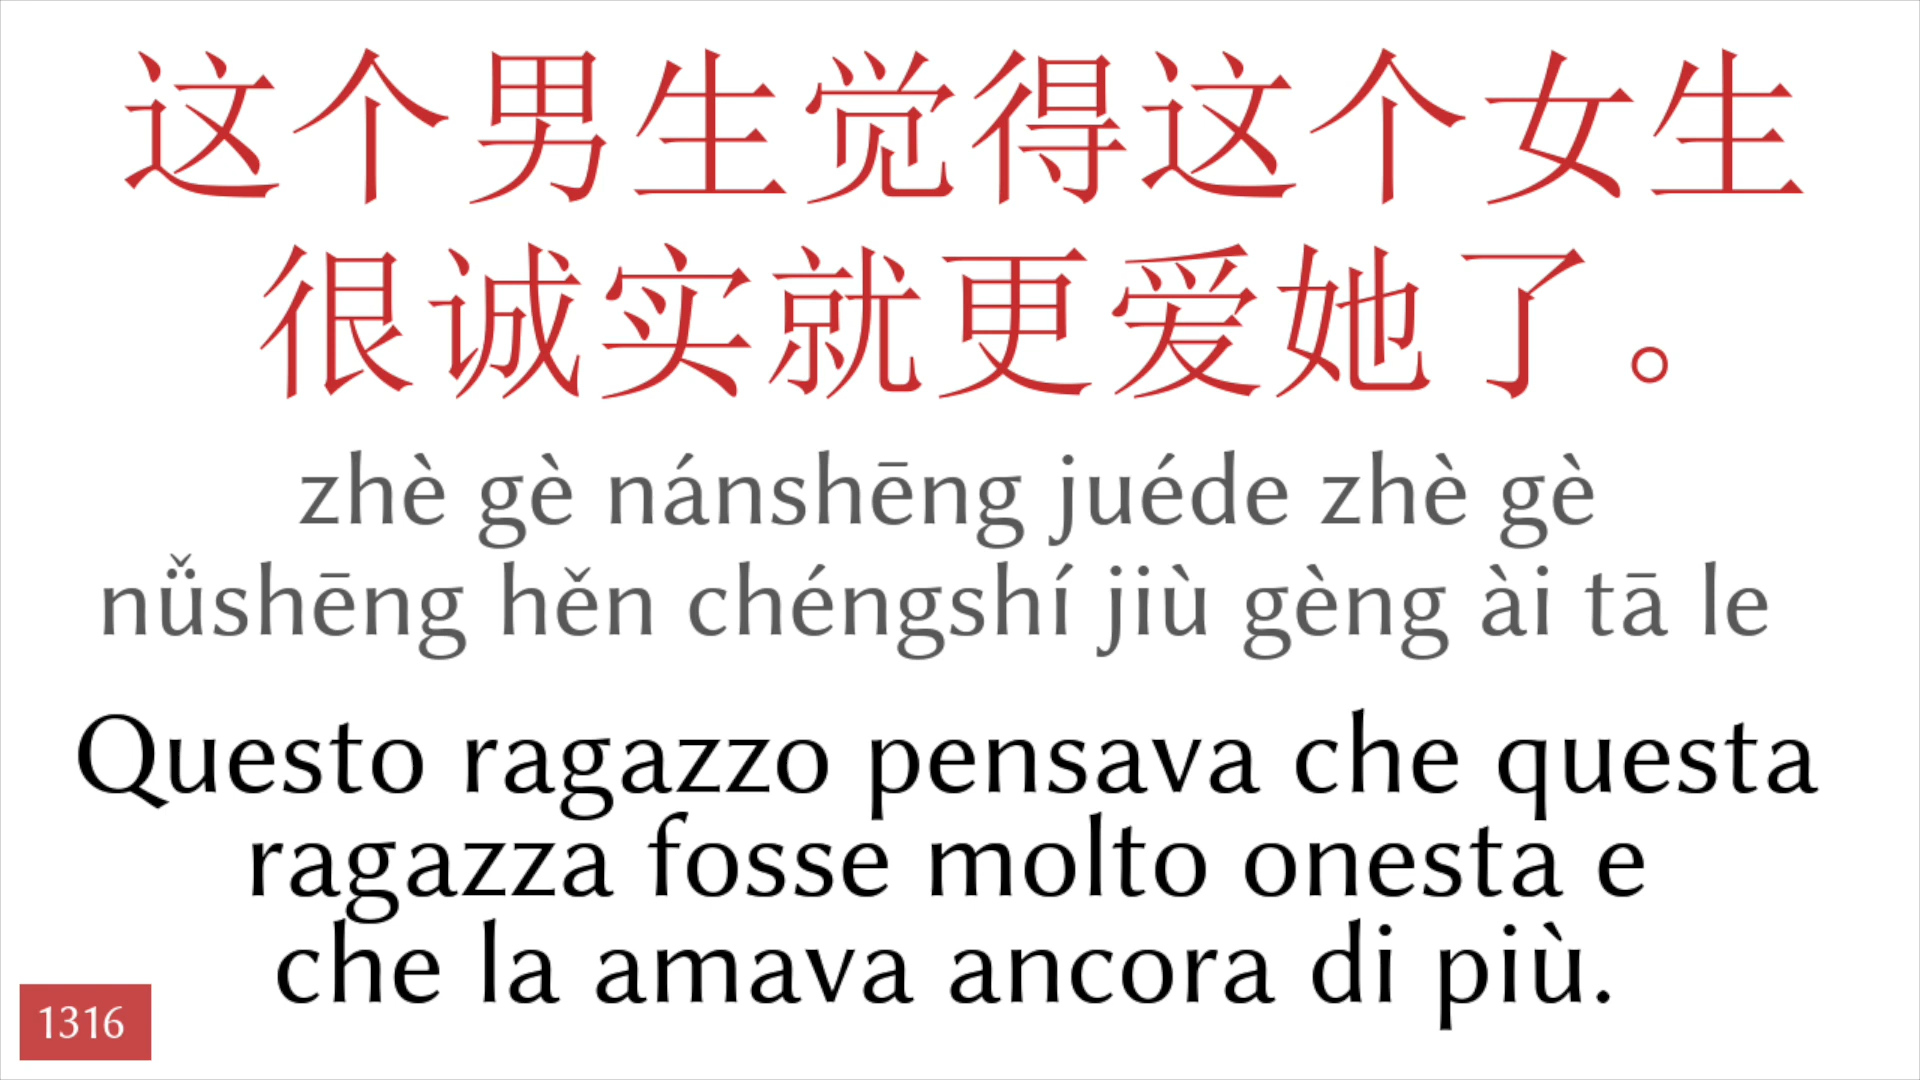 这个男生觉得这个女生
很诚实就更爱她了。
zhè gè nánshēng juéde zhè gè
nǚshēng hěn chéngshí jiù gèng ài tā le
Questo ragazzo pensava che questa
ragazza fosse molto onesta e
che la amava ancora di più.
1316